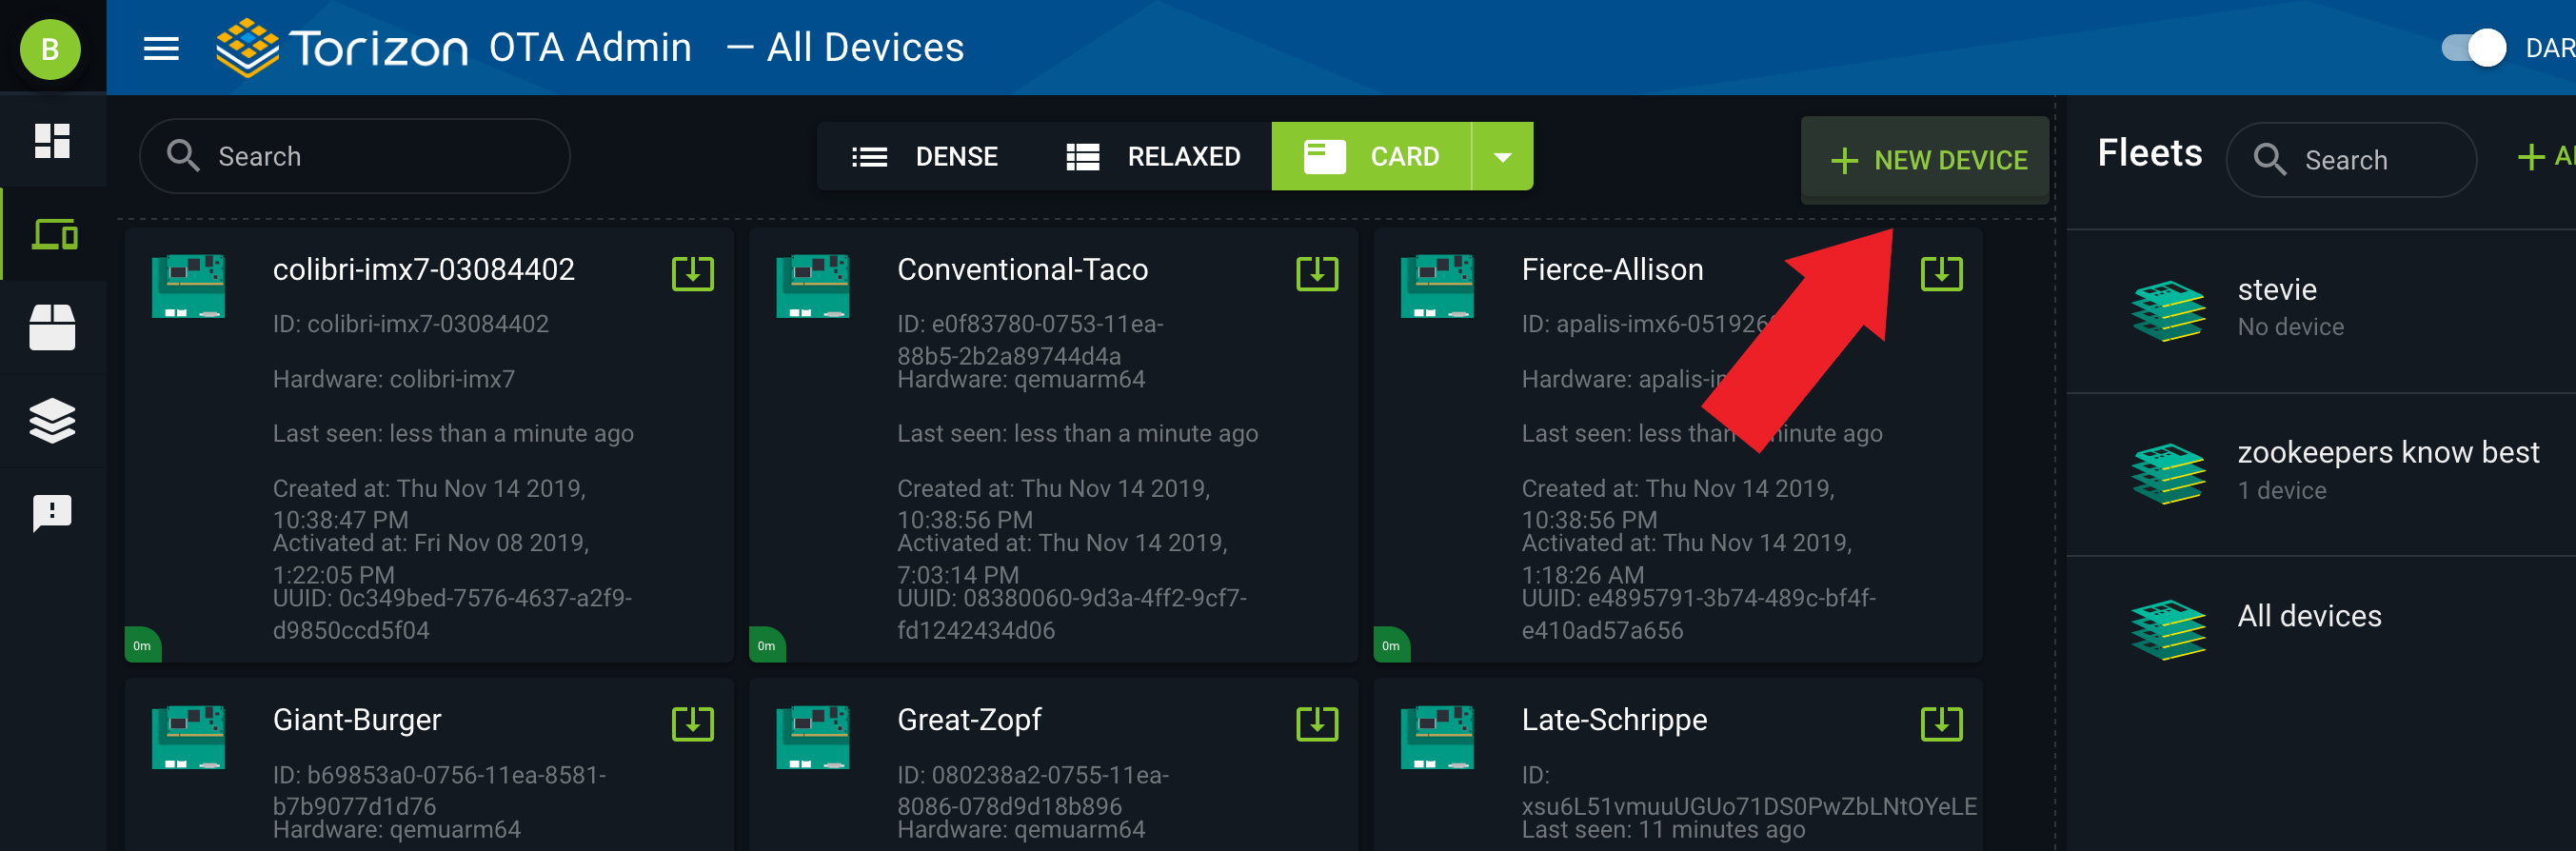 B
Torizon OTA Admin — All Devices
DAR
Search
DENSE
RELAXED
CARD
+ NEW DEVICE
Fleets
Search
colibri-imx7-03084402
ID: colibri-imx7-03084402
Hardware: colibri-imx7
Last seen: less than a minute ago
Created at: Thu Nov 14 2019,
10:38:47 PM
Activated at: Fri Nov 08 2019,
1:22:05 PM
UUID: 0c349bed-7576-4637-a2f9-
d9850ccd5f04
0m
Conventional-Taco
ID: e0f83780-0753-11ea-
88b5-2b2a89744d4a
Hardware: qemuarm64
Last seen: less than a minute ago
Created at: Thu Nov 14 2019,
10:38:56 PM
Activated at: Thu Nov 14 2019,
7:03:14 PM
UUID: 08380060-9d3a-4ff2-9cf7-
fd1242434d06
0m
Fierce-Allison
ID: apalis-imx6-051926
Hardware: apalis-im
Last seen: less than minute ago
Created at: Thu Nov 14 2019,
10:38:56 PM
Activated at: Thu Nov 14 2019,
1:18:26 AM
UUID: e4895791-3b74-489c-bf4f-
e410ad57a656
0m
Giant-Burger
ID: b69853a0-0756-11ea-8581-
b7b9077d1d76
Hardware: qemuarm64
Great-Zopf
ID: 080238a2-0755-11ea-
8086-078d9d18b896
Hardware: qemuarm64
Late-Schrippe
ID:
xsu6L51vmuuUGUo71DS0PwZbLNtOYeLE
Last seen: 11 minutes ago
stevie
No device
zookeepers know best
1 device
All devices